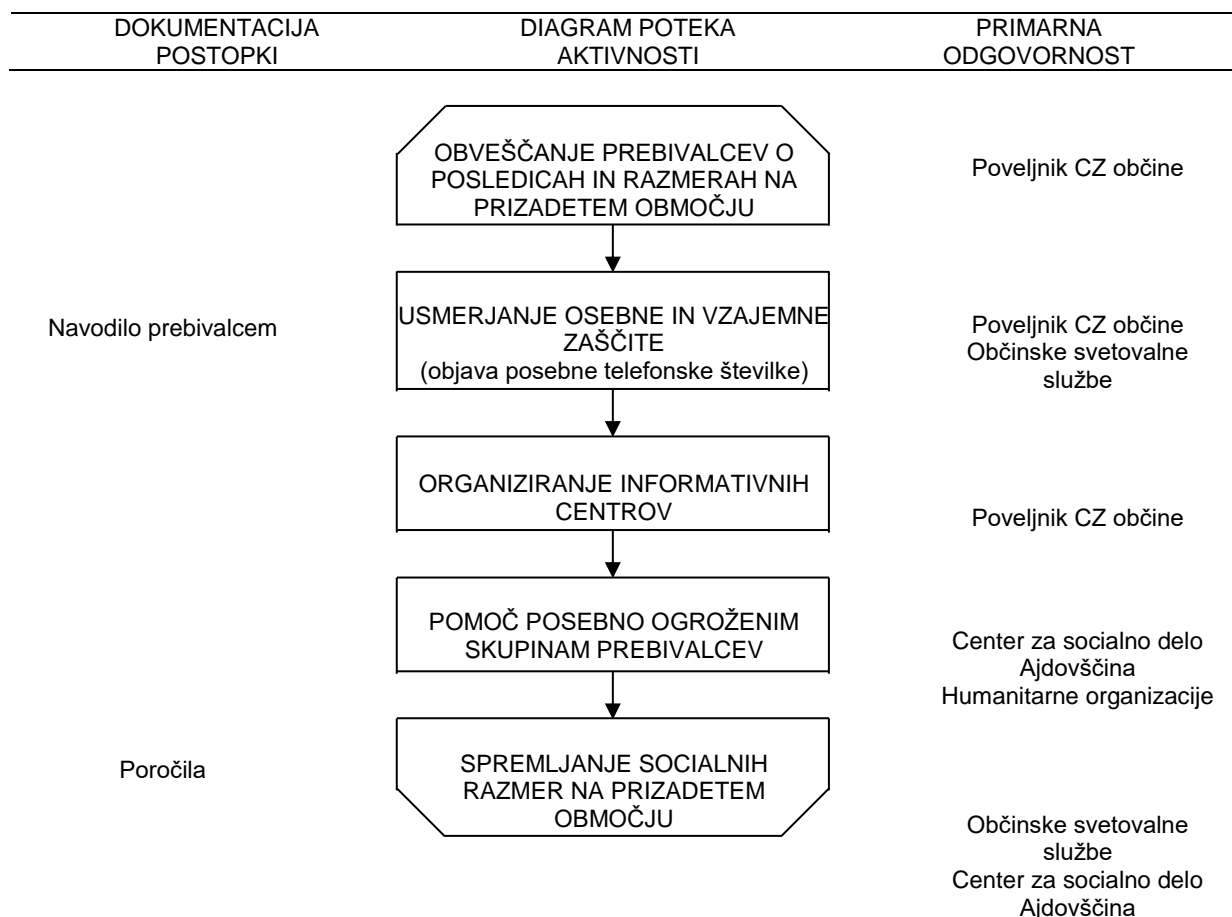 DOKUMENTACIJA
POSTOPKI
DIAGRAM POTEKA
AKTIVNOSTI
PRIMARNA
ODGOVORNOST
OBVEŠČANJE PREBIVALCEV O
POSLEDICAH IN RAZMERAH NA
PRIZADETEM OBMOČJU
Poveljnik CZ občine
Navodilo prebivalcem
USMERJANJE OSEBNE IN VZAJEMNE
ZAŠČITE
(objava posebne telefonske številke)
Poveljnik CZ občine
Občinske svetovalne
službe
ORGANIZIRANJE INFORMATIVNIH
CENTROV
Poveljnik CZ občine
POMOČ POSEBNO OGROŽENIM
SKUPINAM PREBIVALCEV
Center za socialno delo
Ajdovščina
Humanitarne organizacije
Poročila
SPREMLJANJE SOCIALNIH
RAZMER NA PRIZADETEM
OBMOČJU
Občinske svetovalne
službe
Center za socialno delo
Ajdovščina